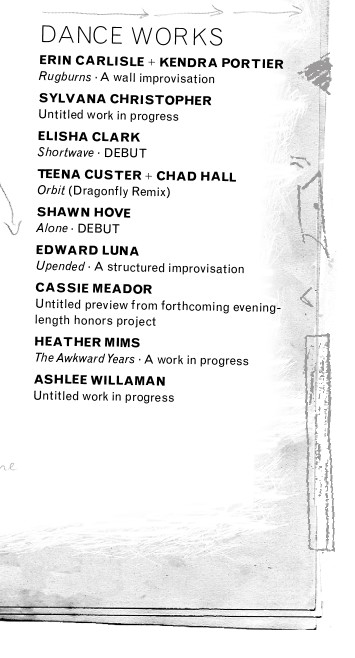 DANCE WORKS
ERIN CARLISLE + KENDRA PORTIER
Rugburns · A wall improvisation
SYLVANA CHRISTOPHER
Untitled work in progress
ELISHA CLARK
Shortwave · DEBUT
TEENA CUSTER + CHAD HALL
Orbit (Dragonfly Remix)
SHAWN HOVE
Alone · DEBUT
EDWARD LUNA
Upended · A structured improvisation
CASSIE MEADOR
Untitled preview from forthcoming evening-
length honors project
HEATHER MIMS
The Awkward Years · A work in progress
ASHLEE WILLAMAN
Untitled work in progress